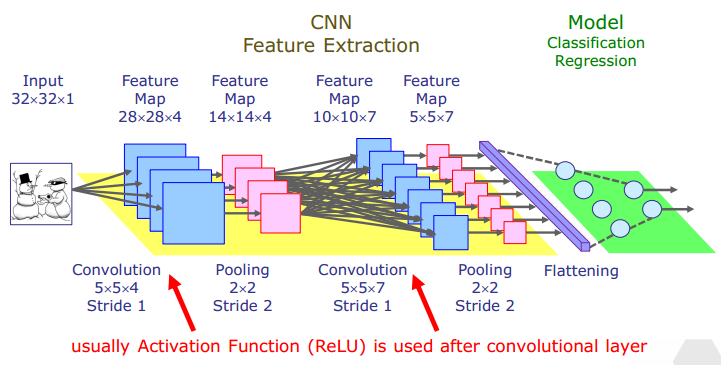 CNN
Feature Extraction
Model
Classification
Regression
Input
32×32×1
Feature
Map
28×28×4
Feature
Map
14×14×4
Feature
Map
10×10×7
Feature
Map
5×5×7
Convolution
5×5×4
Stride 1
Pooling
2×2
Stride 2
Convolution
5×5×7
Stride 1
Pooling
2×2
Stride 2
Flattening
usually Activation Function (ReLU) is used after convolutional layer